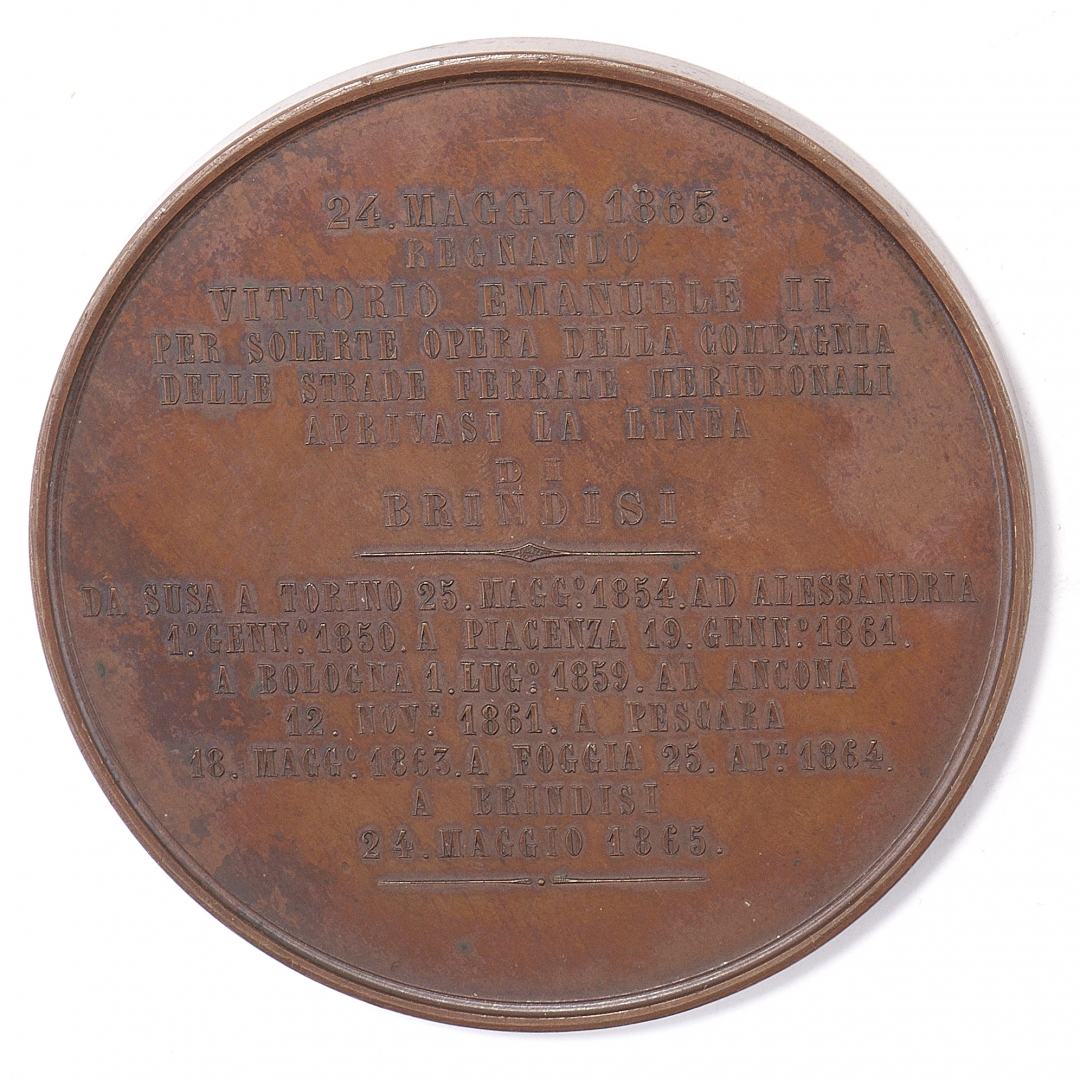 24. MAGGIO 1865.
REGNANDO
VITTORIO EMANUELE II
PER SOLERTE OPERA DELLA COMPAGNIA
DELLE STRADE FERRATE MERIDIONALI
APRIVASI LA LINEA
DI
BRINDISI
DA SUSA A TORINO 25. MAGG.º 1854. AD ALESSANDRIA
1.º GENN.º 1850. A PIACENZA 19. GENN.º 1861.
A BOLOGNA 1. LUG.º 1859. AD ANCONA
12. NOV.E 1861. A PESCARA
18. MAGG.º 1863. A FOGGIA 25. AP.E 1864.
A BRINDISI
24. MAGGIO 1865.